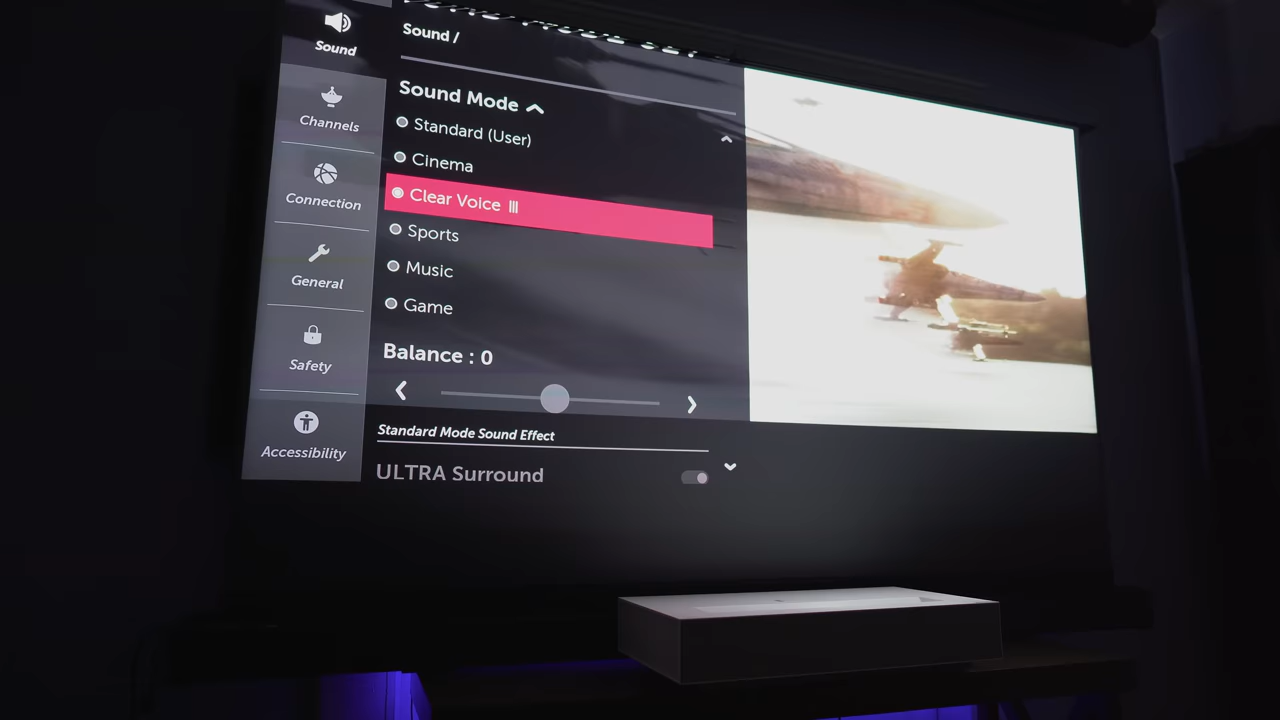 Sound
Channels
Connection
General
Safety
Accessibility
Sound /
Sound Mode
Standard (User)
Cinema
Clear Voice III
Sports
Music
Game
Balance : 0
Standard Mode Sound Effect
ULTRA Surround